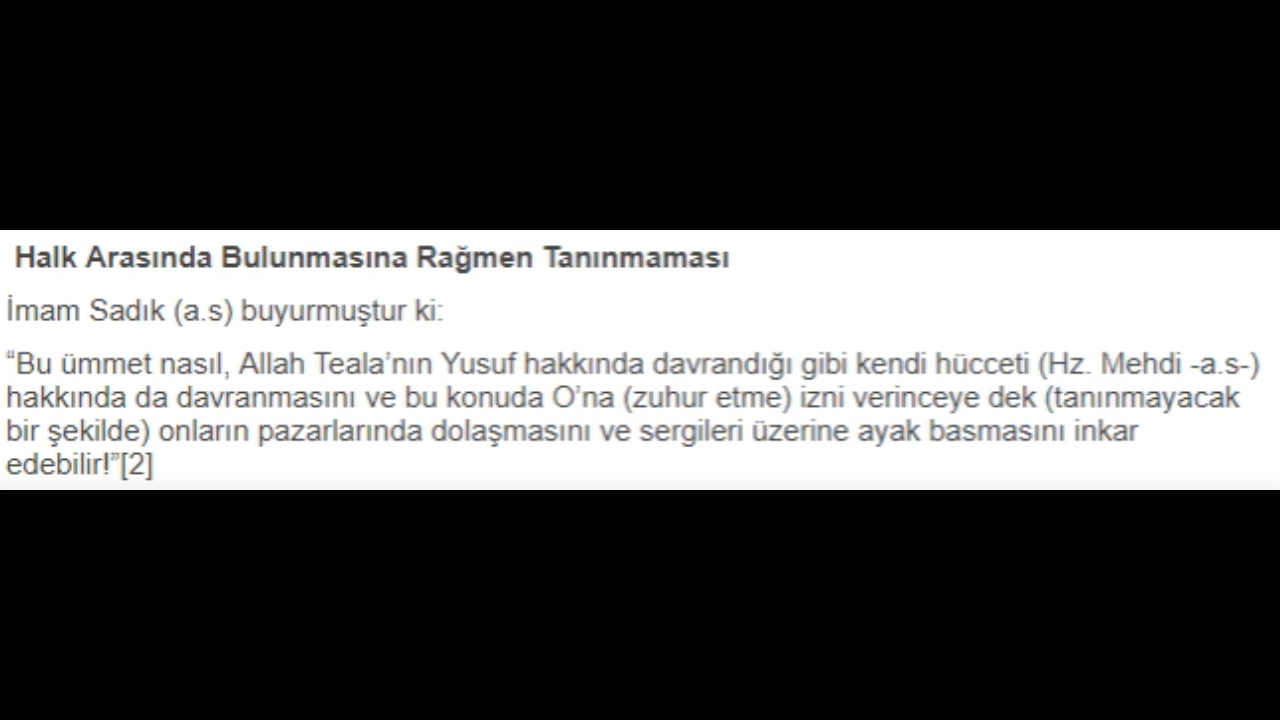 Halk Arasında Bulunmasına Rağmen Tanınmaması
İmam Sadık (a.s) buyurmuştur ki:
“Bu ümmet nasıl, Allah Teala’nın Yusuf hakkında davrandığı gibi kendi hücceti (Hz. Mehdi -a.s-)
hakkında da davranmasını ve bu konuda O’na (zuhur etme) izni verinceye dek (tanınmayacak
bir şekilde) onların pazarlarında dolaşmasını ve sergileri üzerine ayak basmasını inkar
edebilir!”[2]